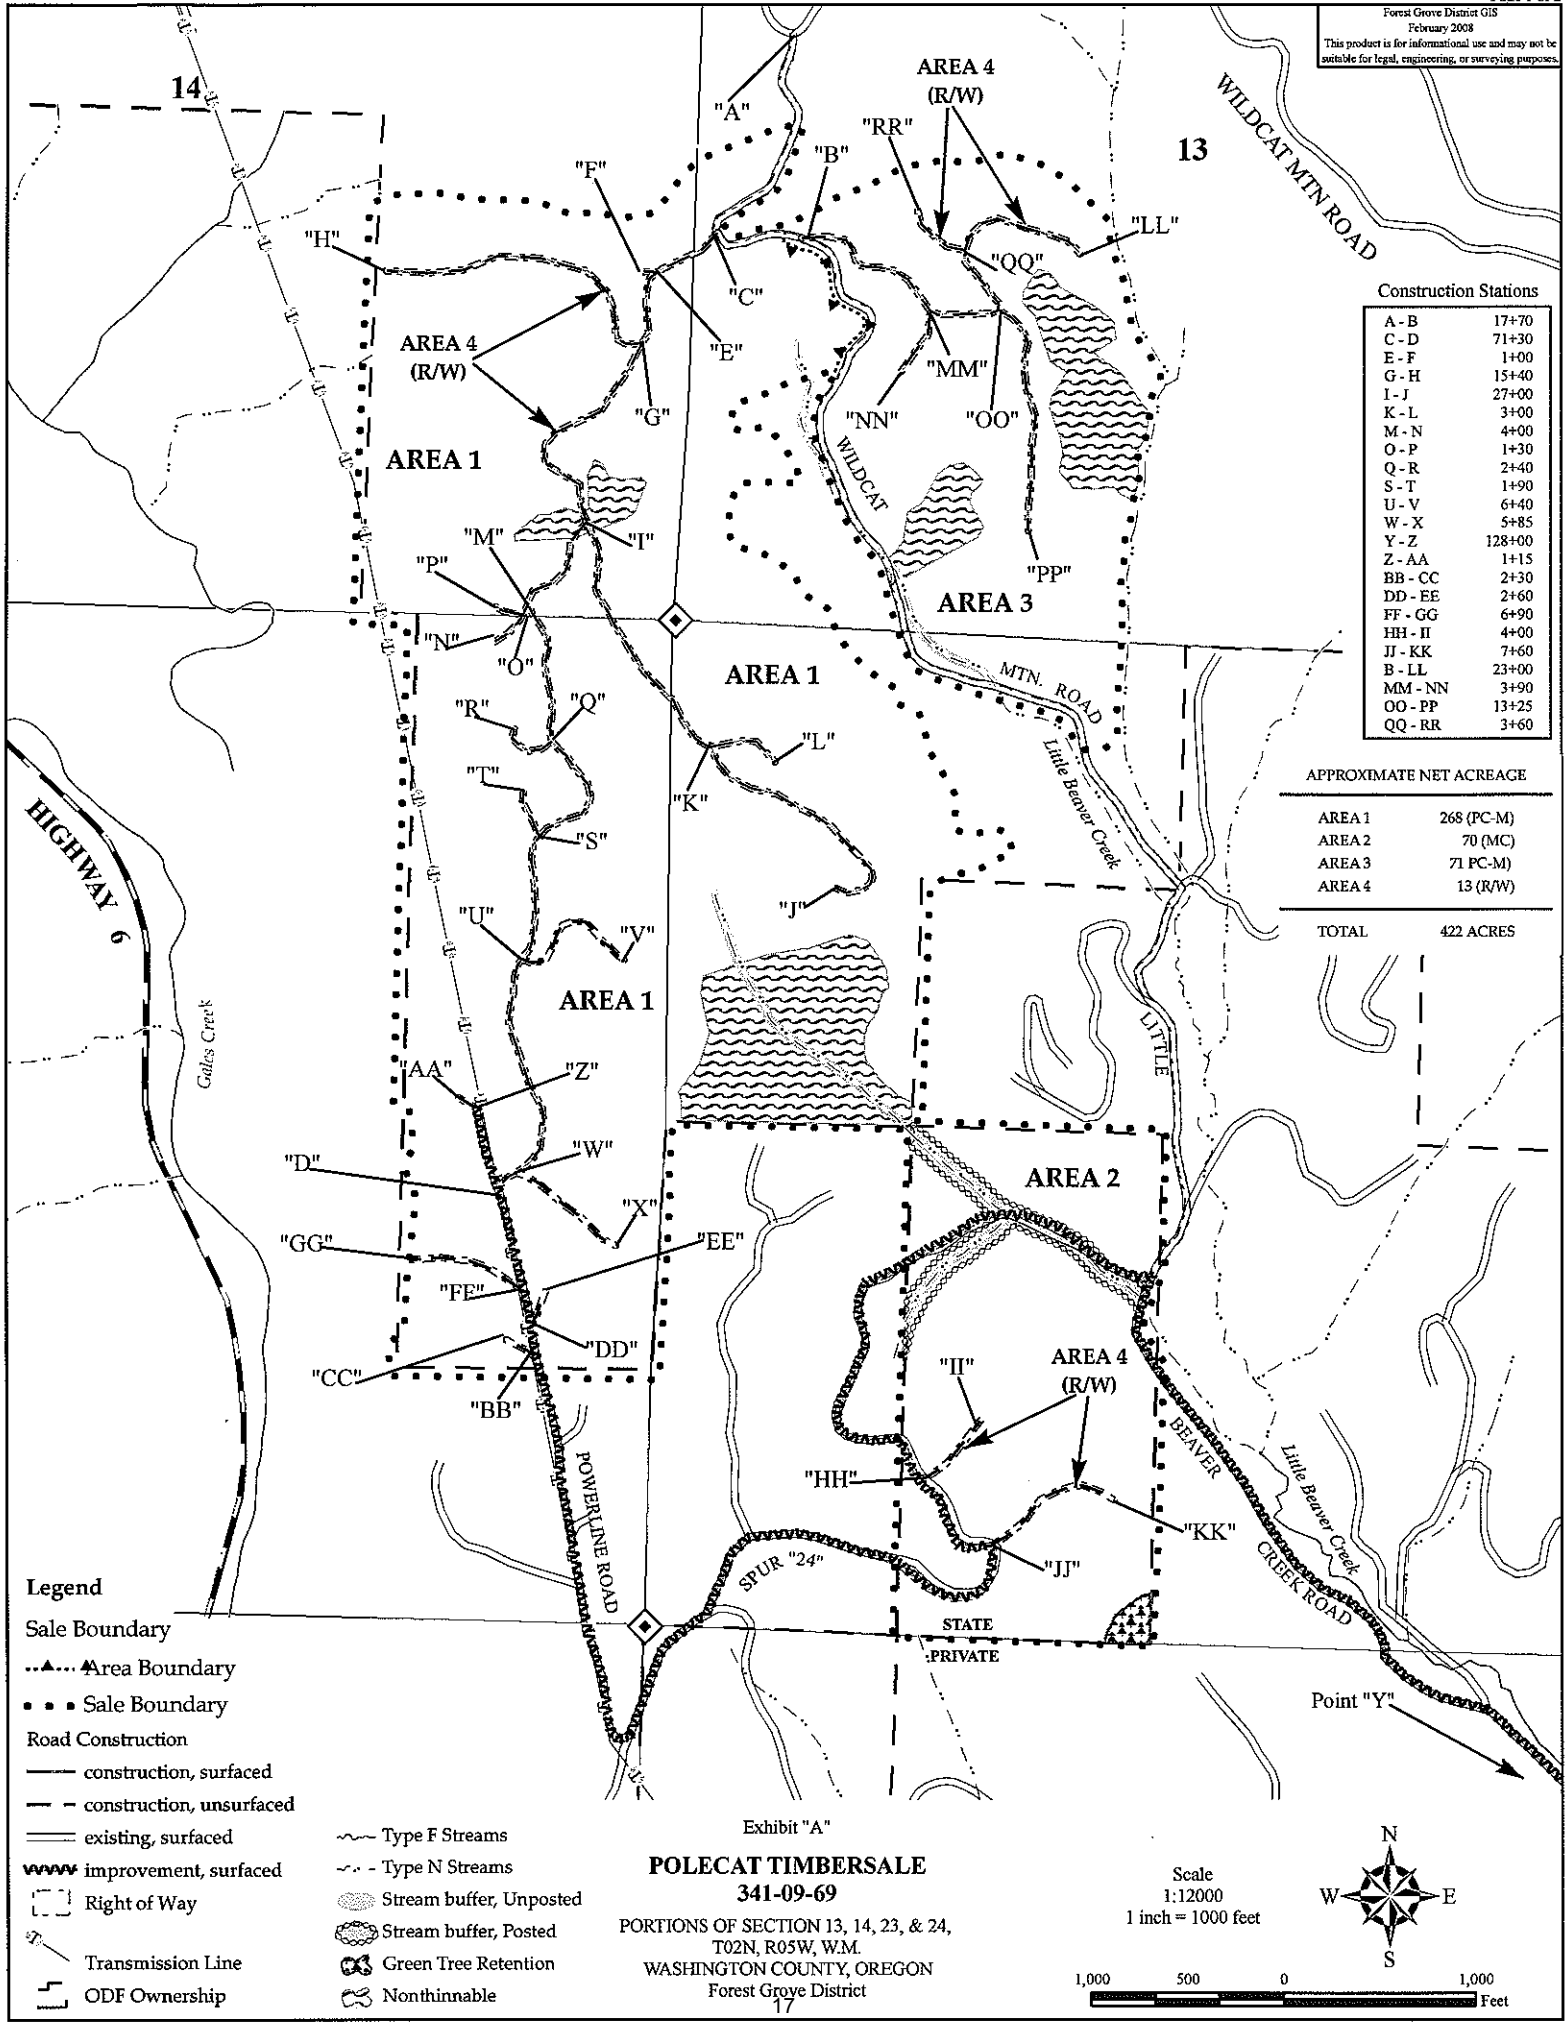 Forest Grove District GIS
February 2008
This product is for informational use and may not be
suitable for legal, engineering, or surveying purposes.
14
13
WILDCAT MTN ROAD
AREA 4
(R/W)
"A"
"RR"
"B"
"F"
"LL"
"H"
"QQ"
"C"
"E"
AREA 4
(R/W)
"MM"
"G"
"NN"
"OO"
AREA 1
WILDCAT
"M"
"I"
"P"
"PP"
AREA 3
"N"
"O"
AREA 1
MTN. ROAD
"R"
"Q"
"L"
"T"
"K"
Little Beaver Creek
"S"
HIGHWAY 6
"J"
"U"
"V"
AREA 1
Gales Creek
LITTLE
"AA"
"Z"
"W"
"D"
AREA 2
"X"
"GG"
"EE"
"FF"
"DD"
"CC"
"II"
AREA 4
(R/W)
"BB"
BEAVER
POWERLINE ROAD
"HH"
Little Beaver Creek
"KK"
SPUR "24"
"JJ"
CREEK ROAD
STATE
PRIVATE
Point "Y"
Construction Stations
A - B 17+70
C - D 71+30
E - F 1+00
G - H 15+40
I - J 27+00
K - L 3+00
M - N 4+00
O - P 1+30
Q - R 2+40
S - T 1+90
U - V 6+40
W - X 5+85
Y - Z 128+00
Z - AA 1+15
BB - CC 2+30
DD - EE 2+60
FF - GG 6+90
HH - II 4+00
JJ - KK 7+60
B - LL 23+00
MM - NN 3+90
OO - PP 13+25
QQ - RR 3+60
APPROXIMATE NET ACREAGE
AREA 1 268 (PC-M)
AREA 2 70 (MC)
AREA 3 71 PC-M)
AREA 4 13 (R/W)
TOTAL 422 ACRES
Legend
Sale Boundary
Area Boundary
Sale Boundary
Road Construction
construction, surfaced
construction, unsurfaced
existing, surfaced
improvement, surfaced
Right of Way
Transmission Line
ODF Ownership
Type F Streams
Type N Streams
Stream buffer, Unposted
Stream buffer, Posted
Green Tree Retention
Nonthinnable
Exhibit "A"
POLECAT TIMBERSALE
341-09-69
PORTIONS OF SECTION 13, 14, 23, & 24,
T02N, R05W, W.M.
WASHINGTON COUNTY, OREGON
Forest Grove District
17
Scale
1:12000
1 inch = 1000 feet
N
W E
S
1,000 500 0 1,000
Feet